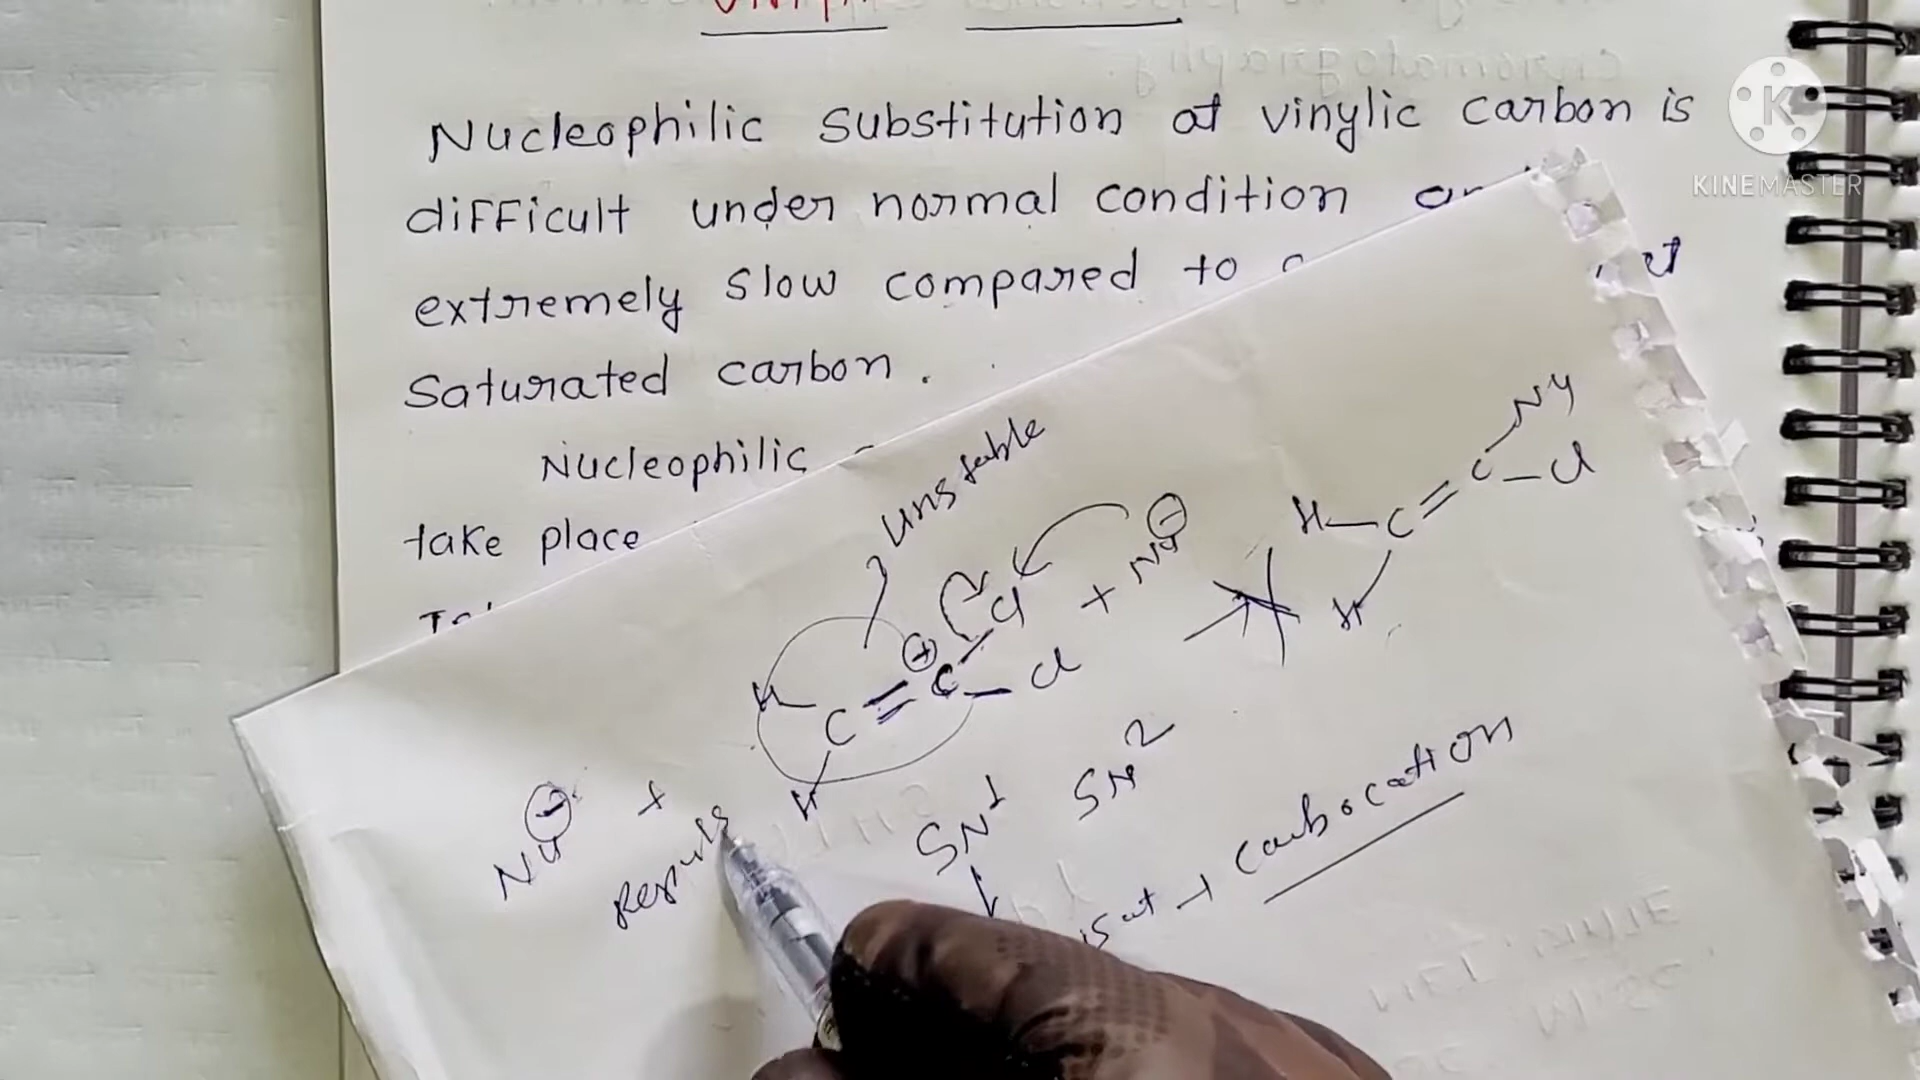 Nucleophilic substitution at vinylic carbon is
difficult under normal condition
extremely slow compared to
saturated carbon .
Nucleophilic
take place
unstable
H
C = C - Cl
⊕
Cl
+ Nu ⊖
H
H - C = C - Cl
Nu
H
Nu ⊖ +
Repuls
SN1 SN2
1st → carbocation
KINEMASTER